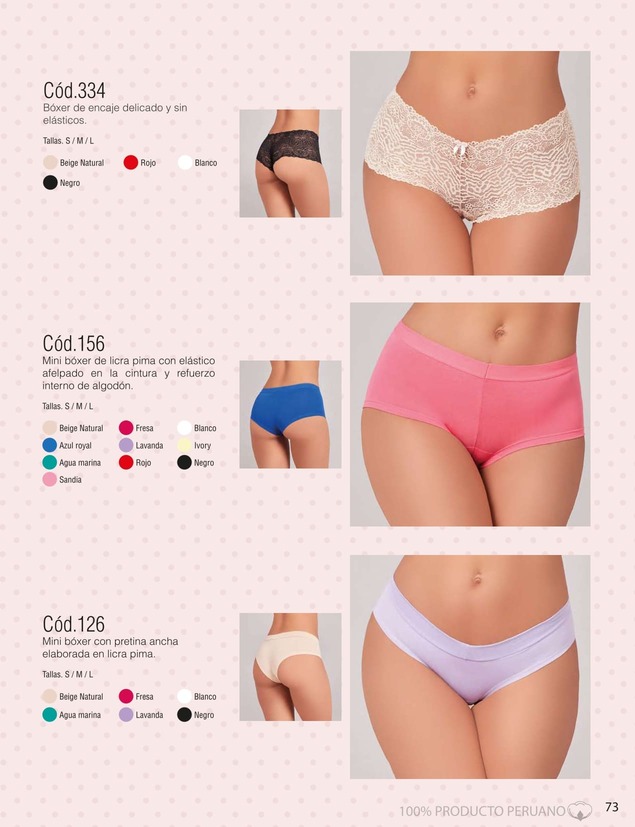 Cód.334
Bóxer de encaje delicado y sin
elásticos.
Tallas. S / M / L
Beige Natural
Rojo
Blanco
Negro
Cód.156
Mini bóxer de licra pima con elástico
afelpado en la cintura y refuerzo
interno de algodón.
Tallas. S / M / L
Beige Natural
Fresa
Blanco
Azul royal
Lavanda
Ivory
Agua marina
Rojo
Negro
Sandía
Cód.126
Mini bóxer con pretina ancha
elaborada en licra pima.
Tallas. S / M / L
Beige Natural
Fresa
Blanco
Agua marina
Lavanda
Negro
100% PRODUCTO PERUANO
73